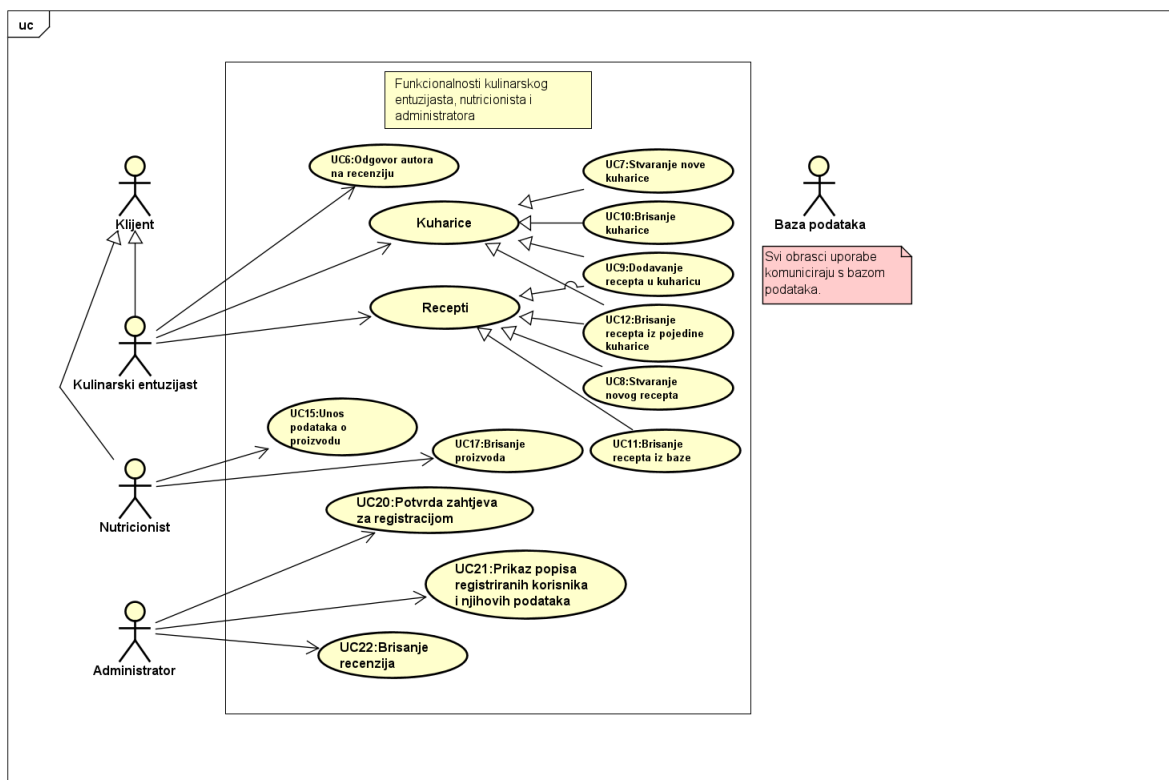 uc
Funkcionalnosti kulinarskog
entuzijasta, nutricionista i
administratora
UC6:Odgovor autora
na recenziju
UC7:Stvaranje nove
kuharice
Klijent
Kuharice
UC10:Brisanje
kuharice
Baza podataka
Svi obrasci uporabe
komuniciraju s bazom
podataka.
UC9:Dodavanje
recepta u kuharicu
Recepti
UC12:Brisanje
recepta iz pojedine
kuharice
Kulinarski entuzijast
UC8:Stvaranje
novog recepta
UC15:Unos
podataka o
proizvodu
UC17:Brisanje
proizvoda
UC11:Brisanje
recepta iz baze
Nutricionist
UC20:Potvrda zahtjeva
za registracijom
UC21:Prikaz popisa
registriranih korisnika
i njihovih podataka
UC22:Brisanje
recenzija
Administrator